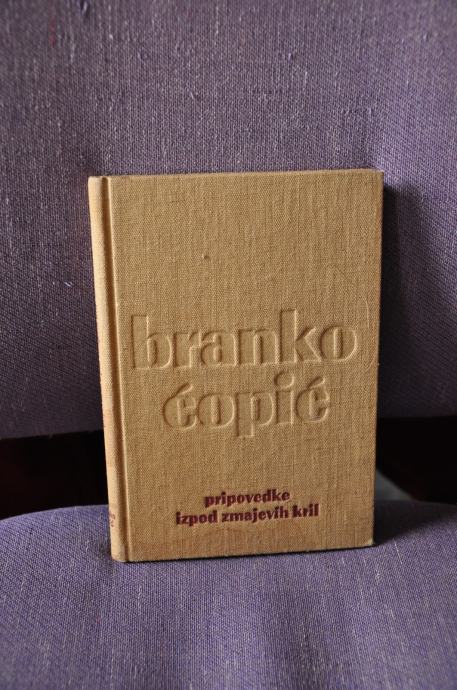 branko
ćopić
pripovedke
izpod zmajevih kril